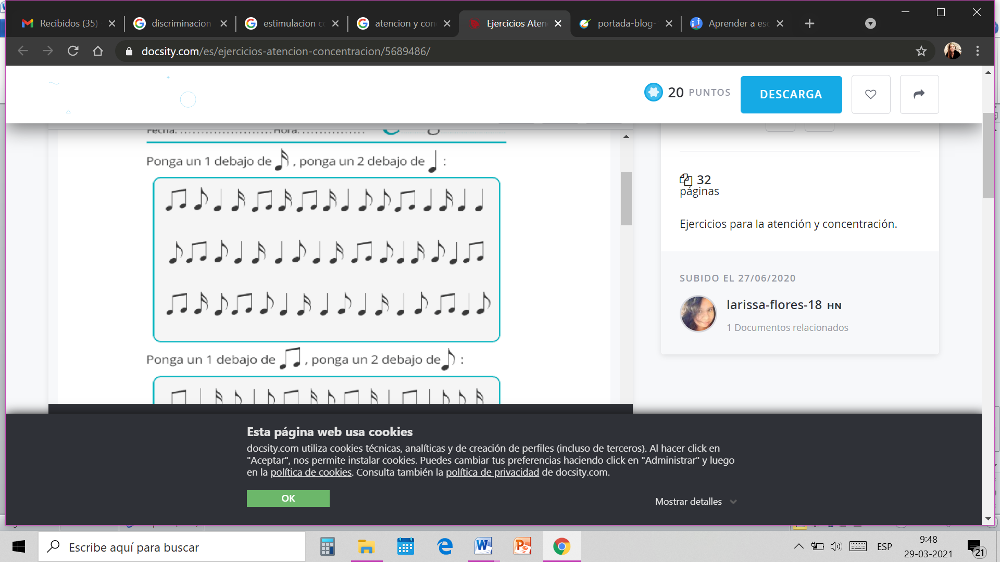 Recibidos (35)
discriminacion
estimulacion c
atencion y con
Ejercicios Aten
portada-blog-
Aprender a es
docsity.com/es/ejercicios-atencion-concentracion/5689486/
20 PUNTOS
DESCARGA
Fecha: ........................ Hora: ................
Ponga un 1 debajo de , ponga un 2 debajo de :
Ponga un 1 debajo de , ponga un 2 debajo de :
32
páginas
Ejercicios para la atención y concentración.
SUBIDO EL 27/06/2020
larissa-flores-18 HN
1 Documentos relacionados
Esta página web usa cookies
docsity.com utiliza cookies técnicas, analíticas y de creación de perfiles (incluso de terceros). Al hacer click en
"Aceptar", nos permite instalar cookies. Puedes cambiar tus preferencias haciendo click en "Administrar" y luego
en la política de cookies. Consulta también la política de privacidad de docsity.com.
OK
Mostrar detalles
Escribe aquí para buscar
ESP
9:48
29-03-2021
21